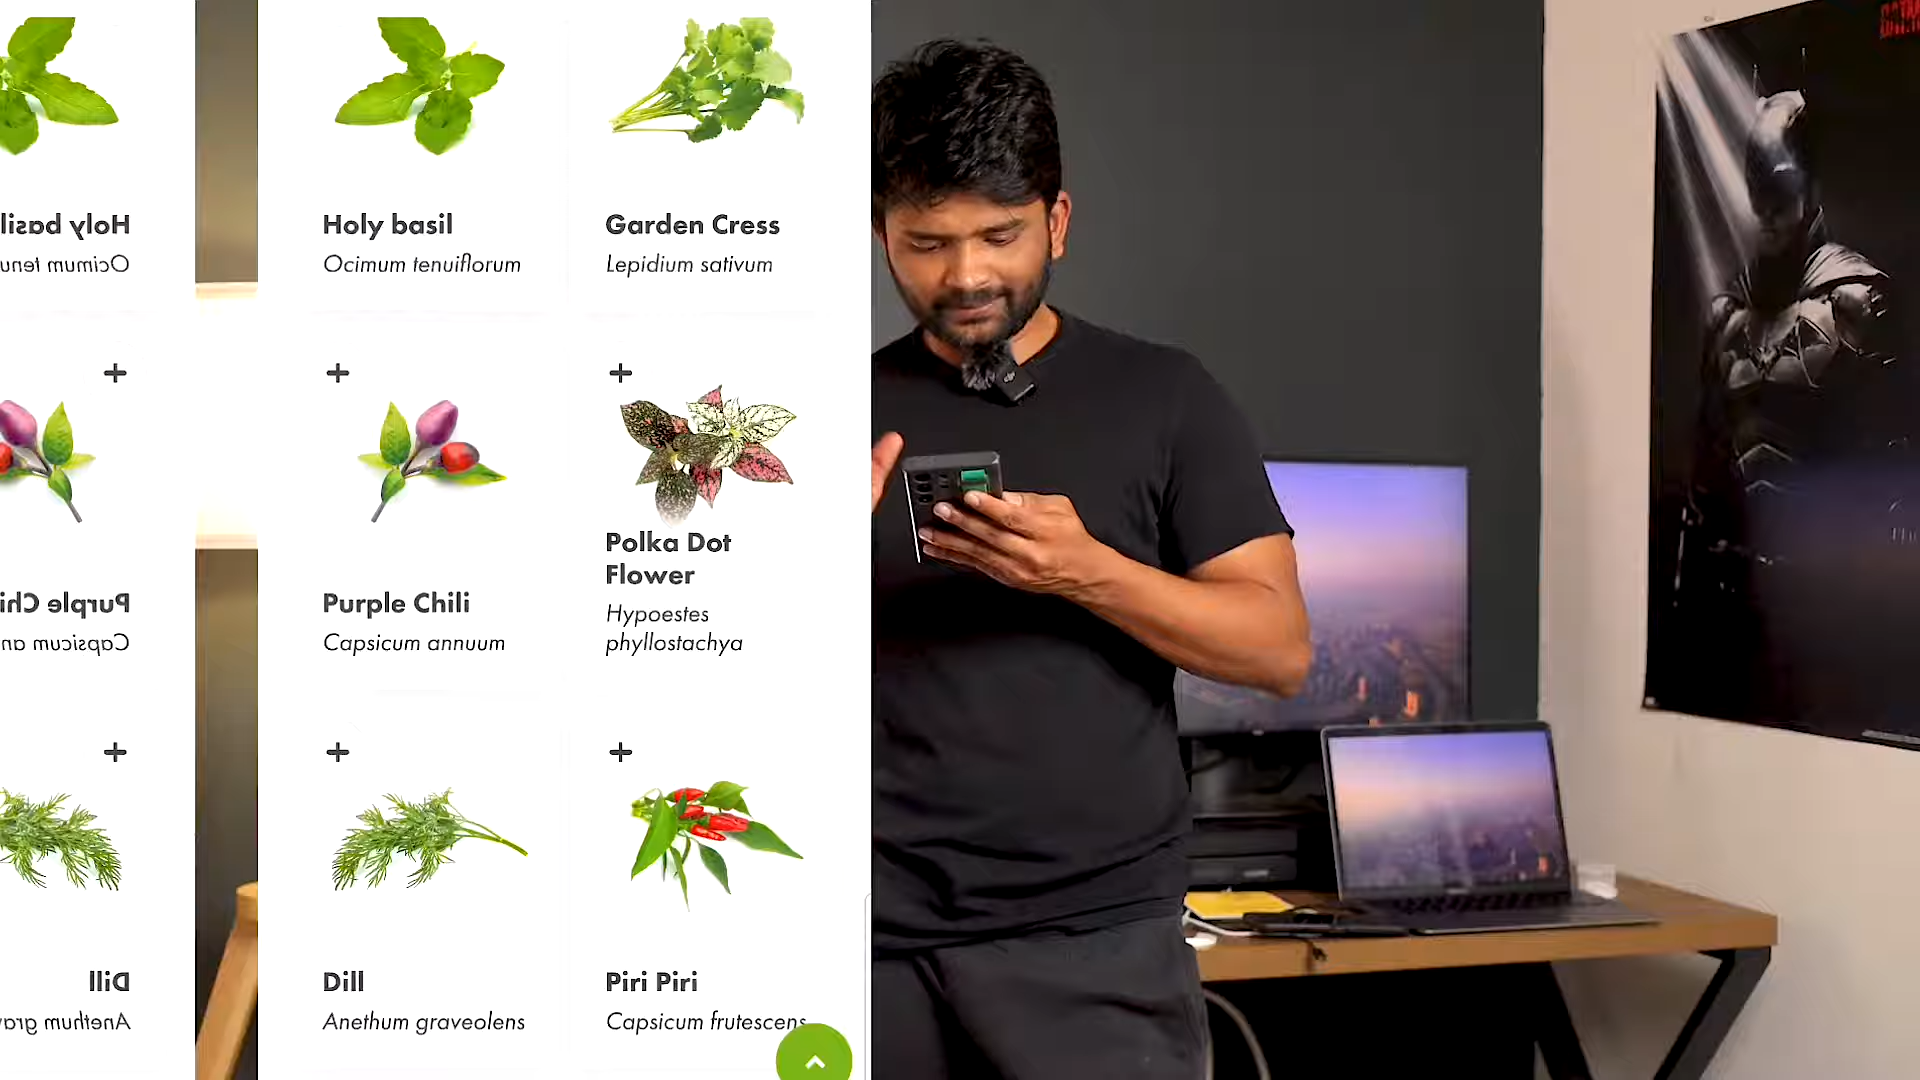 Holy basil
Ocimum tenuiflorum
Garden Cress
Lepidium sativum
Purple Chili
Capsicum annuum
Polka Dot
Flower
Hypoestes
phyllostachya
Dill
Anethum graveolens
Piri Piri
Capsicum frutescens